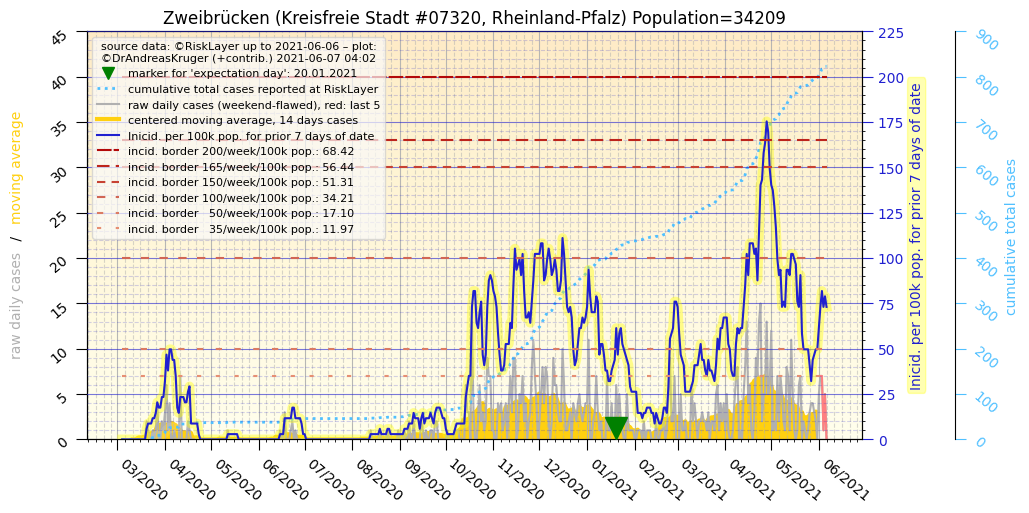 Zweibrücken (Kreisfreie Stadt #07320, Rheinland-Pfalz) Population=34209
source data: ©RiskLayer up to 2021-06-06 – plot:
©DrAndreasKruger (+contrib.) 2021-06-07 04:02
marker for 'expectation day': 20.01.2021
cumulative total cases reported at RiskLayer
raw daily cases (weekend-flawed), red: last 5
centered moving average, 14 days cases
Inicid. per 100k pop. for prior 7 days of date
incid. border 200/week/100k pop.: 68.42
incid. border 165/week/100k pop.: 56.44
incid. border 150/week/100k pop.: 51.31
incid. border 100/week/100k pop.: 34.21
incid. border 50/week/100k pop.: 17.10
incid. border 35/week/100k pop.: 11.97
raw daily cases / moving average
45
40
35
30
25
20
15
10
5
0
225
200
175
150
125
100
75
50
25
0
Inicid. per 100k pop. for prior 7 days of date
900
800
700
600
500
400
300
200
100
0
cumulative total cases
03/2020
04/2020
05/2020
06/2020
07/2020
08/2020
09/2020
10/2020
11/2020
12/2020
01/2021
02/2021
03/2021
04/2021
05/2021
06/2021